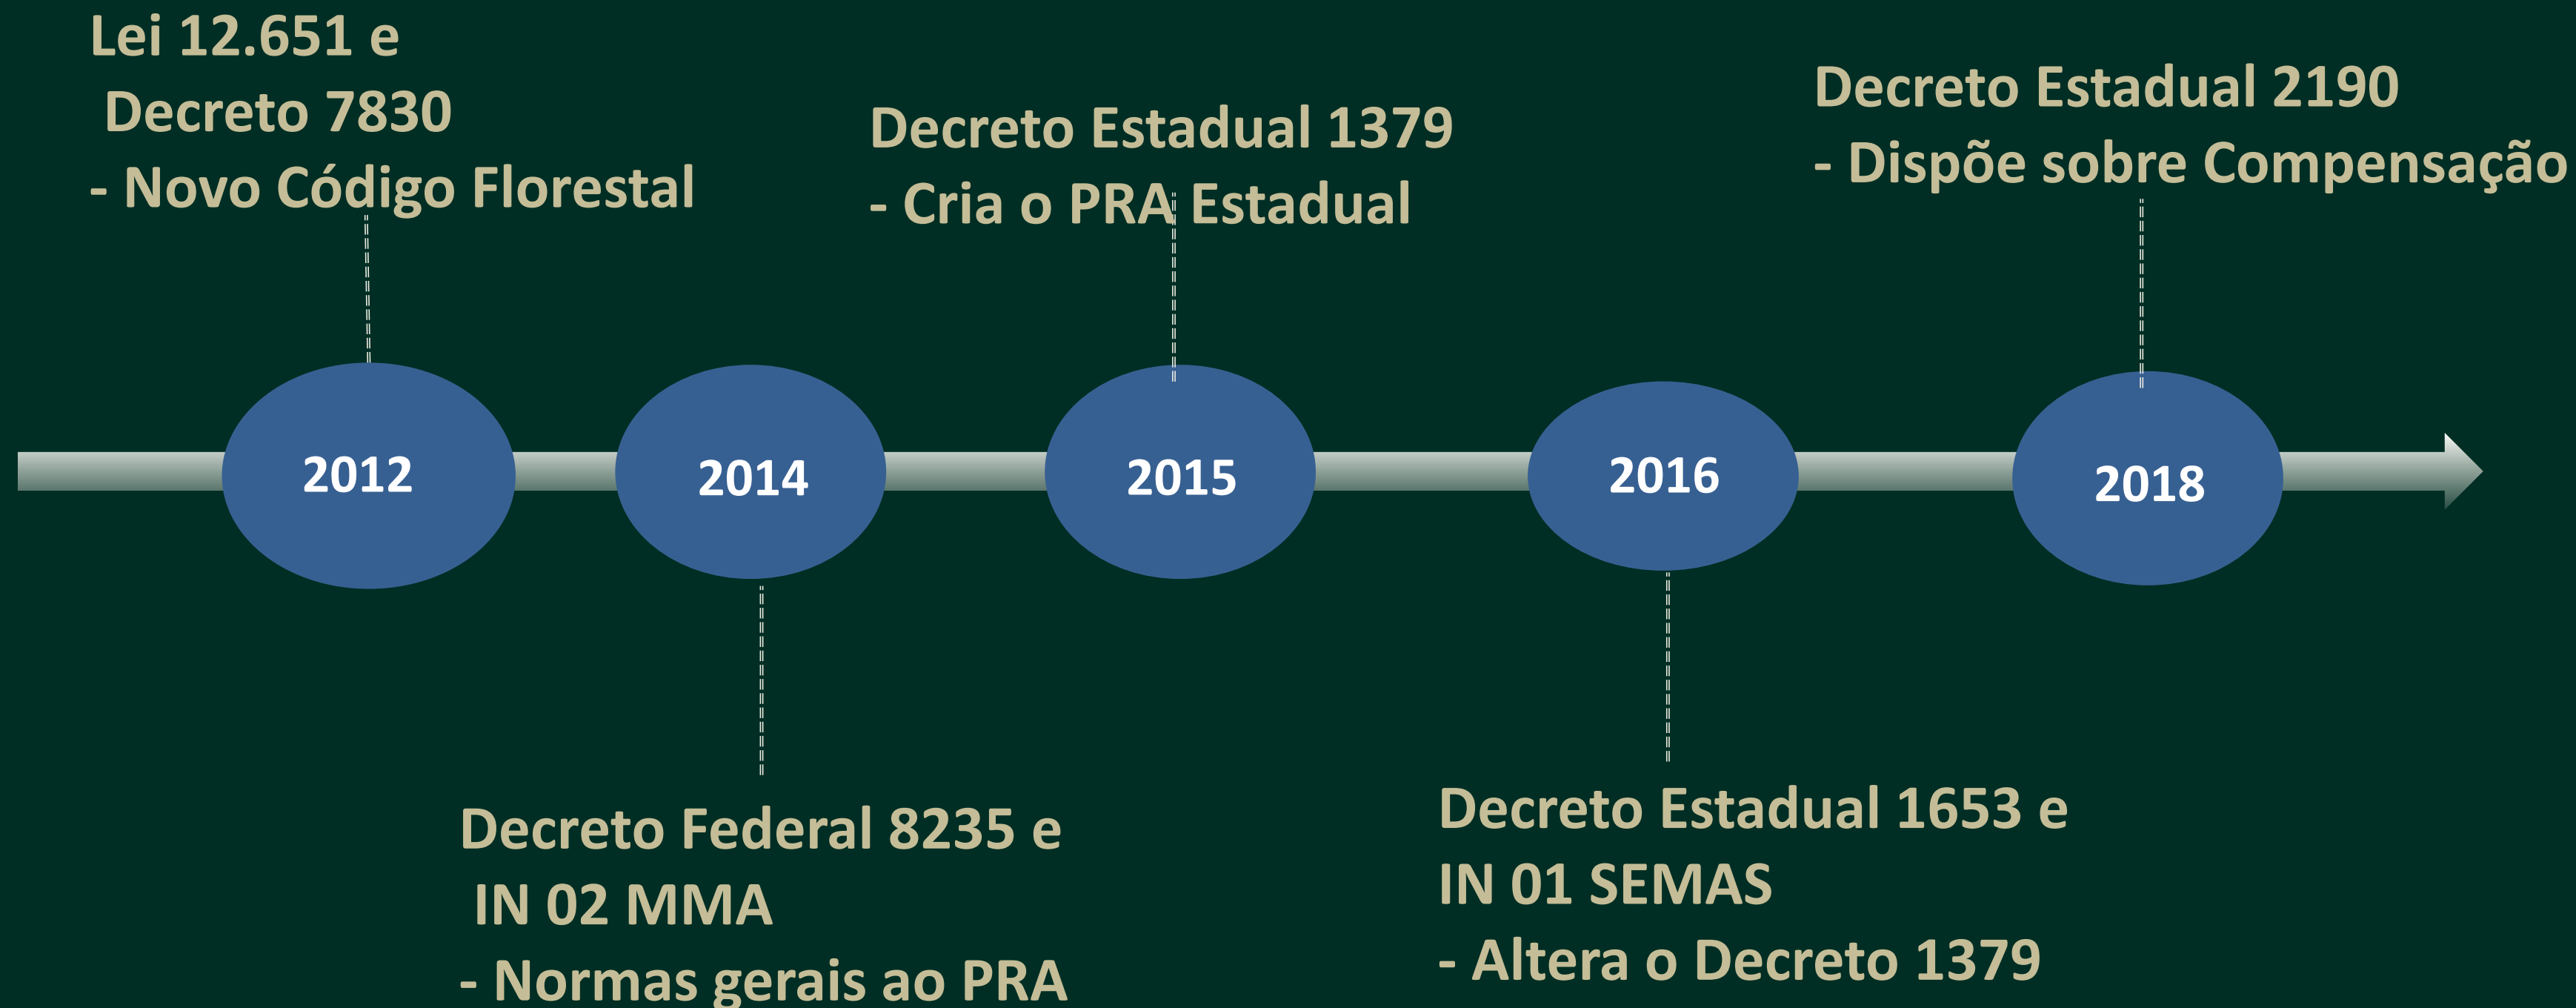 Lei 12.651 e
Decreto 7830
- Novo Código Florestal
Decreto Estadual 1379
- Cria o PRA Estadual
Decreto Estadual 2190
- Dispõe sobre Compensação
2012
2014
2015
2016
2018
Decreto Federal 8235 e
IN 02 MMA
- Normas gerais ao PRA
Decreto Estadual 1653 e
IN 01 SEMAS
- Altera o Decreto 1379